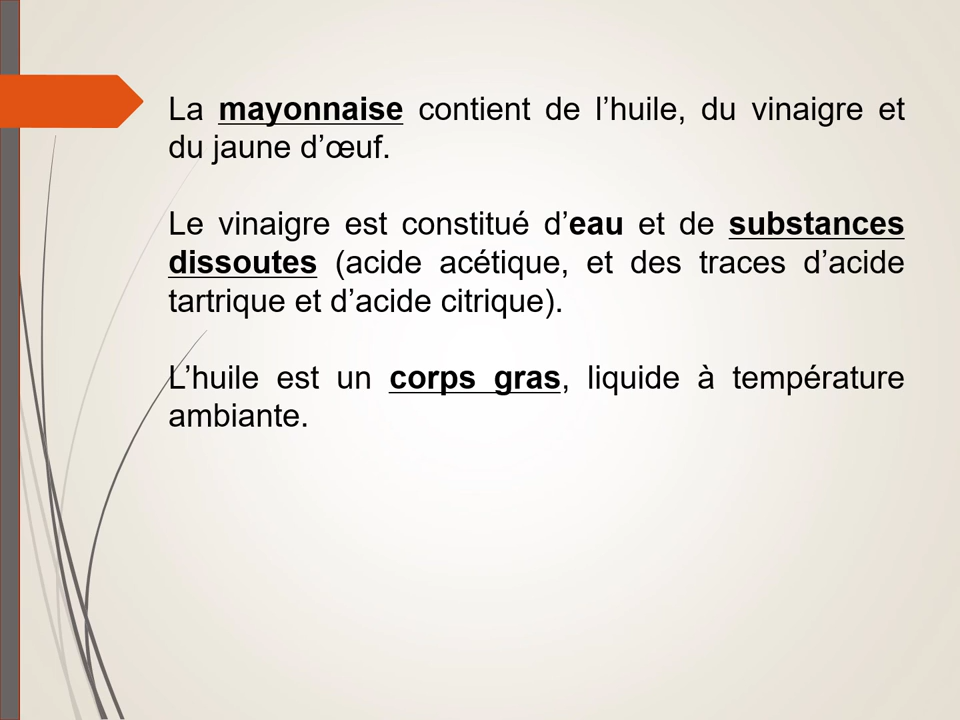 La mayonnaise contient de l’huile, du vinaigre et
du jaune d’œuf.
Le vinaigre est constitué d’eau et de substances
dissoutes (acide acétique, et des traces d’acide
tartrique et d’acide citrique).
L’huile est un corps gras, liquide à température
ambiante.